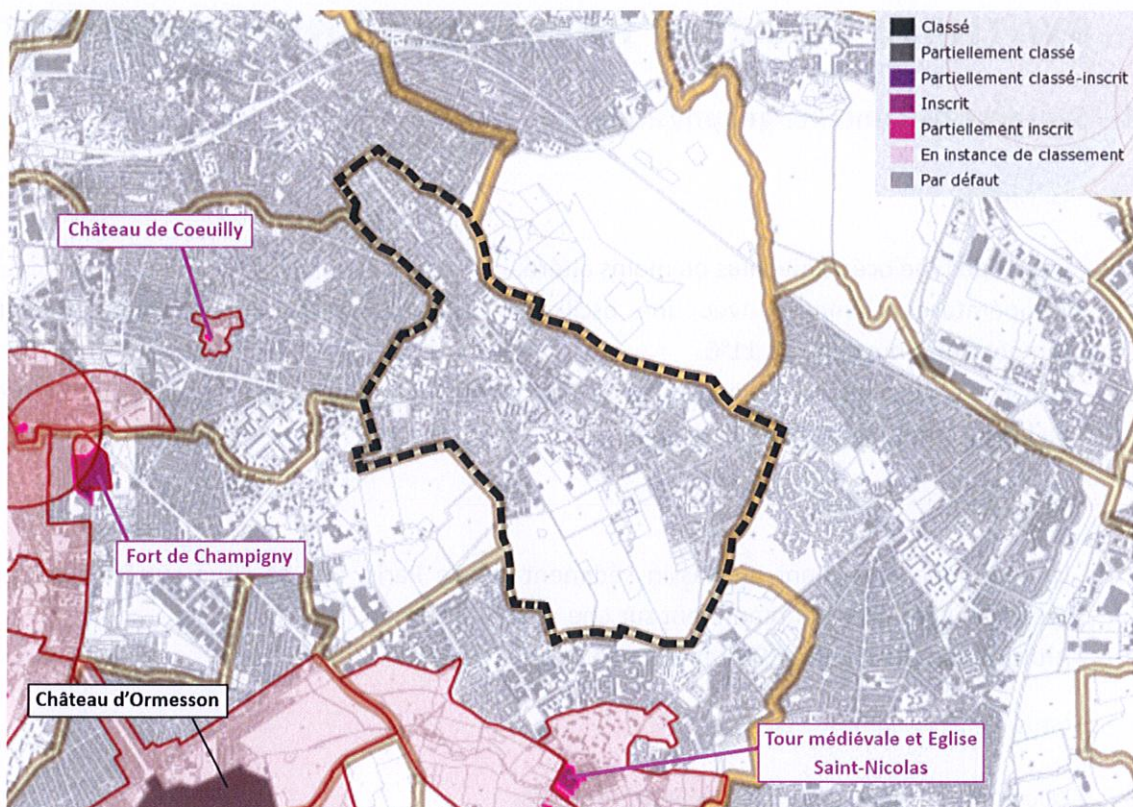 Classé
Partiellement classé
Partiellement classé-inscrit
Inscrit
Partiellement inscrit
En instance de classement
Par défaut
Château de Coeuilly
Fort de Champigny
Château d'Ormesson
Tour médiévale et Eglise
Saint-Nicolas